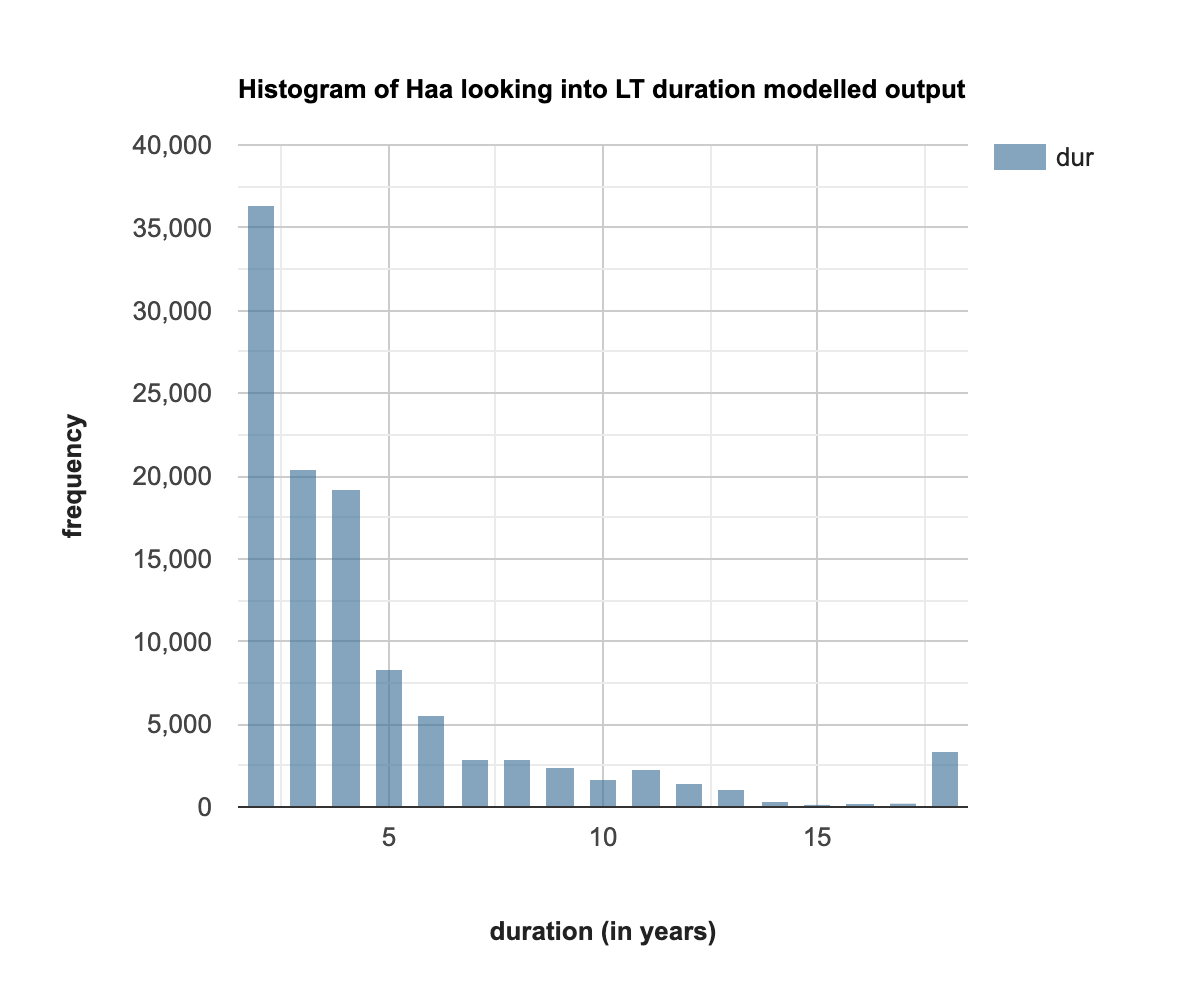 Histogram of Haa looking into LT duration modelled output
40,000
35,000
30,000
25,000
20,000
15,000
10,000
5,000
0
5 10 15
dur
frequency
duration (in years)